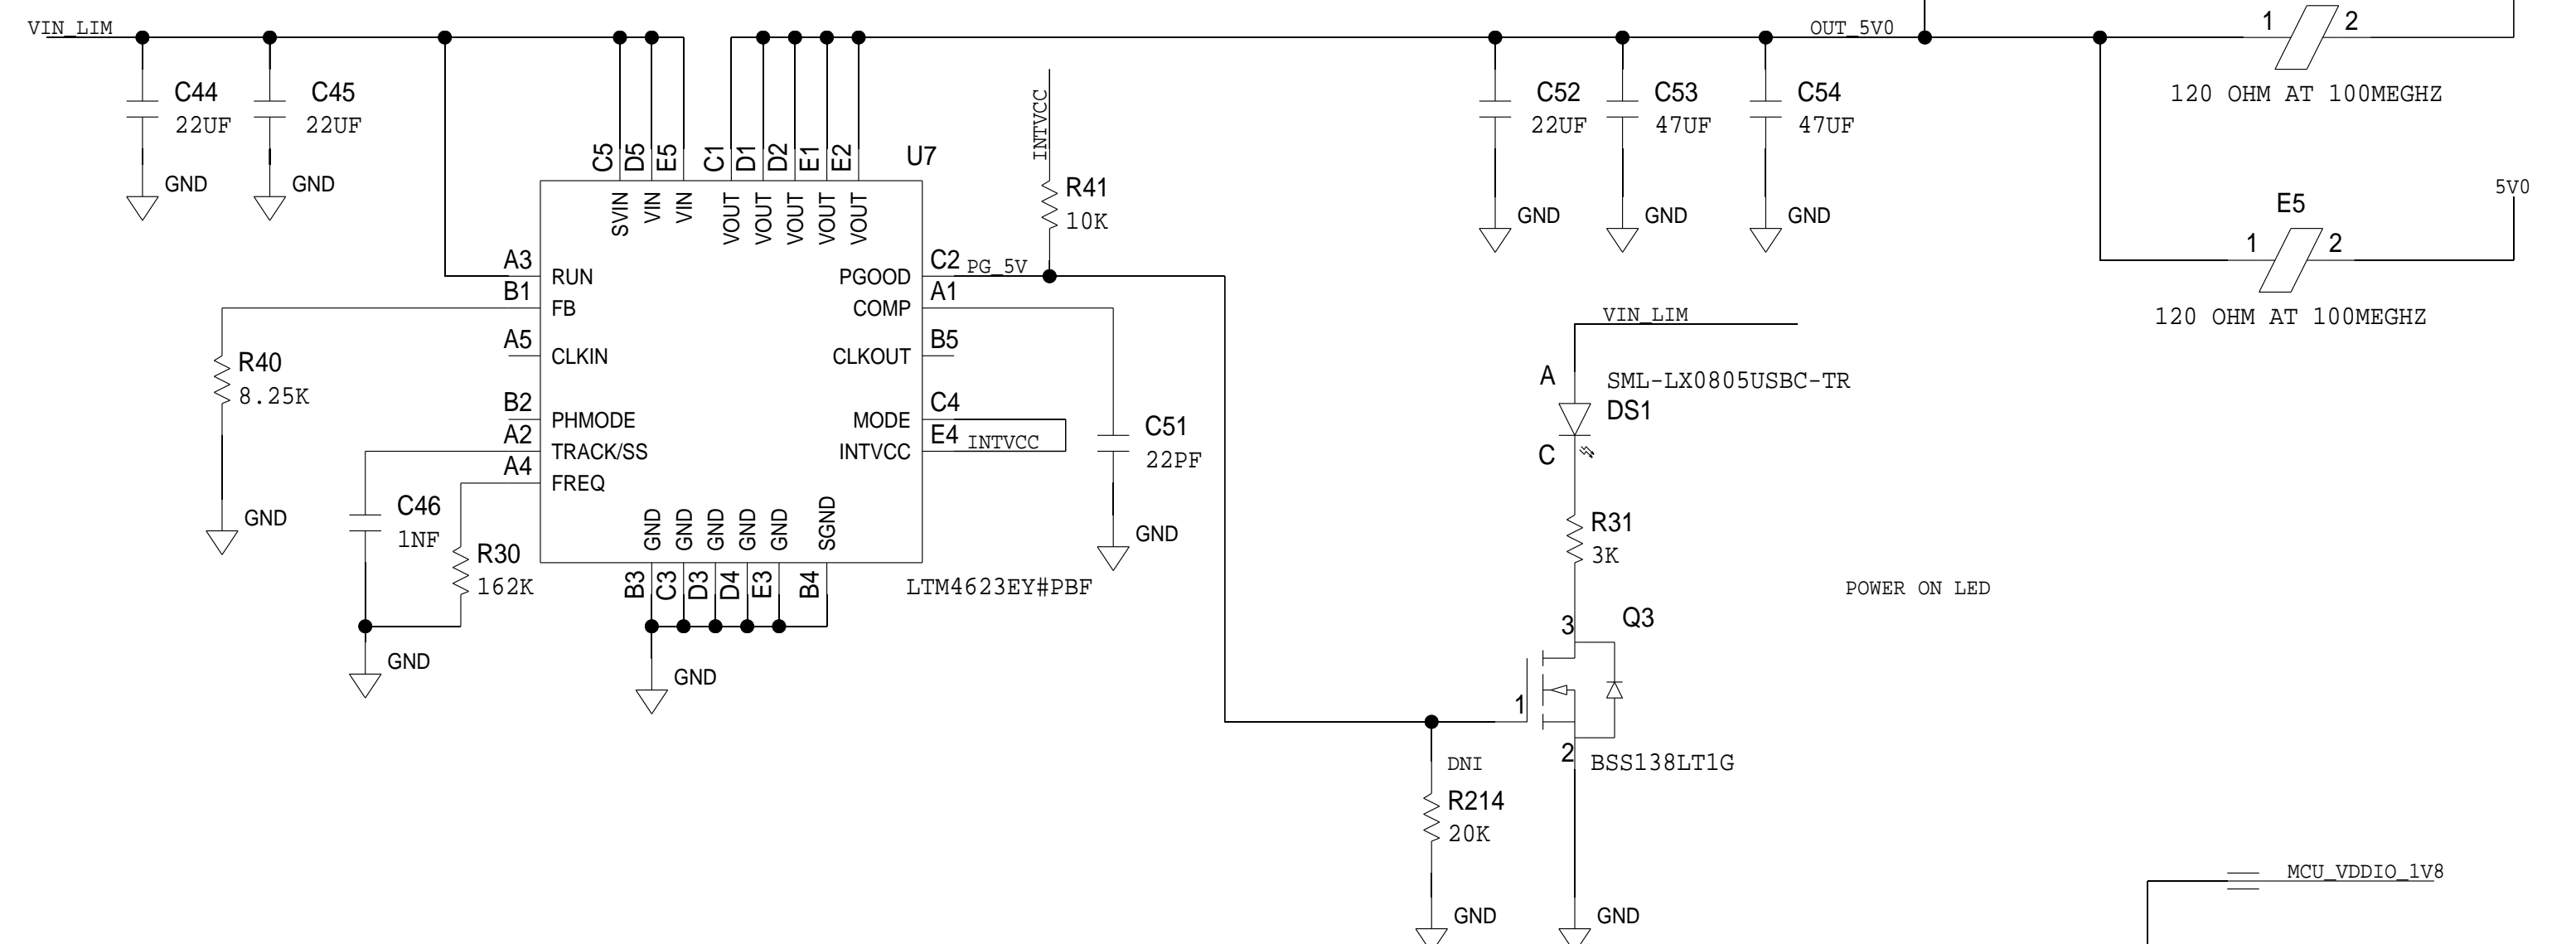 VIN_LIM
OUT_5V0
1
2
120 OHM AT 100MEGHZ
C44
22UF
GND
C45
22UF
GND
INTVCC
R41
10K
C52
22UF
GND
C53
47UF
GND
C54
47UF
GND
5V0
E5
1
2
120 OHM AT 100MEGHZ
C5
D5
E5
C1
D1
D2
E1
E2
U7
SVIN
VIN
VIN
VOUT
VOUT
VOUT
VOUT
VOUT
A3
RUN
B1
FB
A5
CLKIN
B2
PHMODE
A2
TRACK/SS
A4
FREQ
PGOOD
C2
PG_5V
COMP
A1
CLKOUT
B5
MODE
C4
INTVCC
E4
INTVCC
GND
GND
GND
GND
GND
SGND
B3
C3
D3
D4
E3
B4
LTM4623EY#PBF
GND
R40
8.25K
GND
C46
1NF
R30
162K
GND
C51
22PF
GND
VIN_LIM
A
SML-LX0805USBC-TR
DS1
C
R31
3K
POWER ON LED
3
Q3
1
2
BSS138LT1G
DNI
R214
20K
GND
GND
MCU_VDDIO_1V8